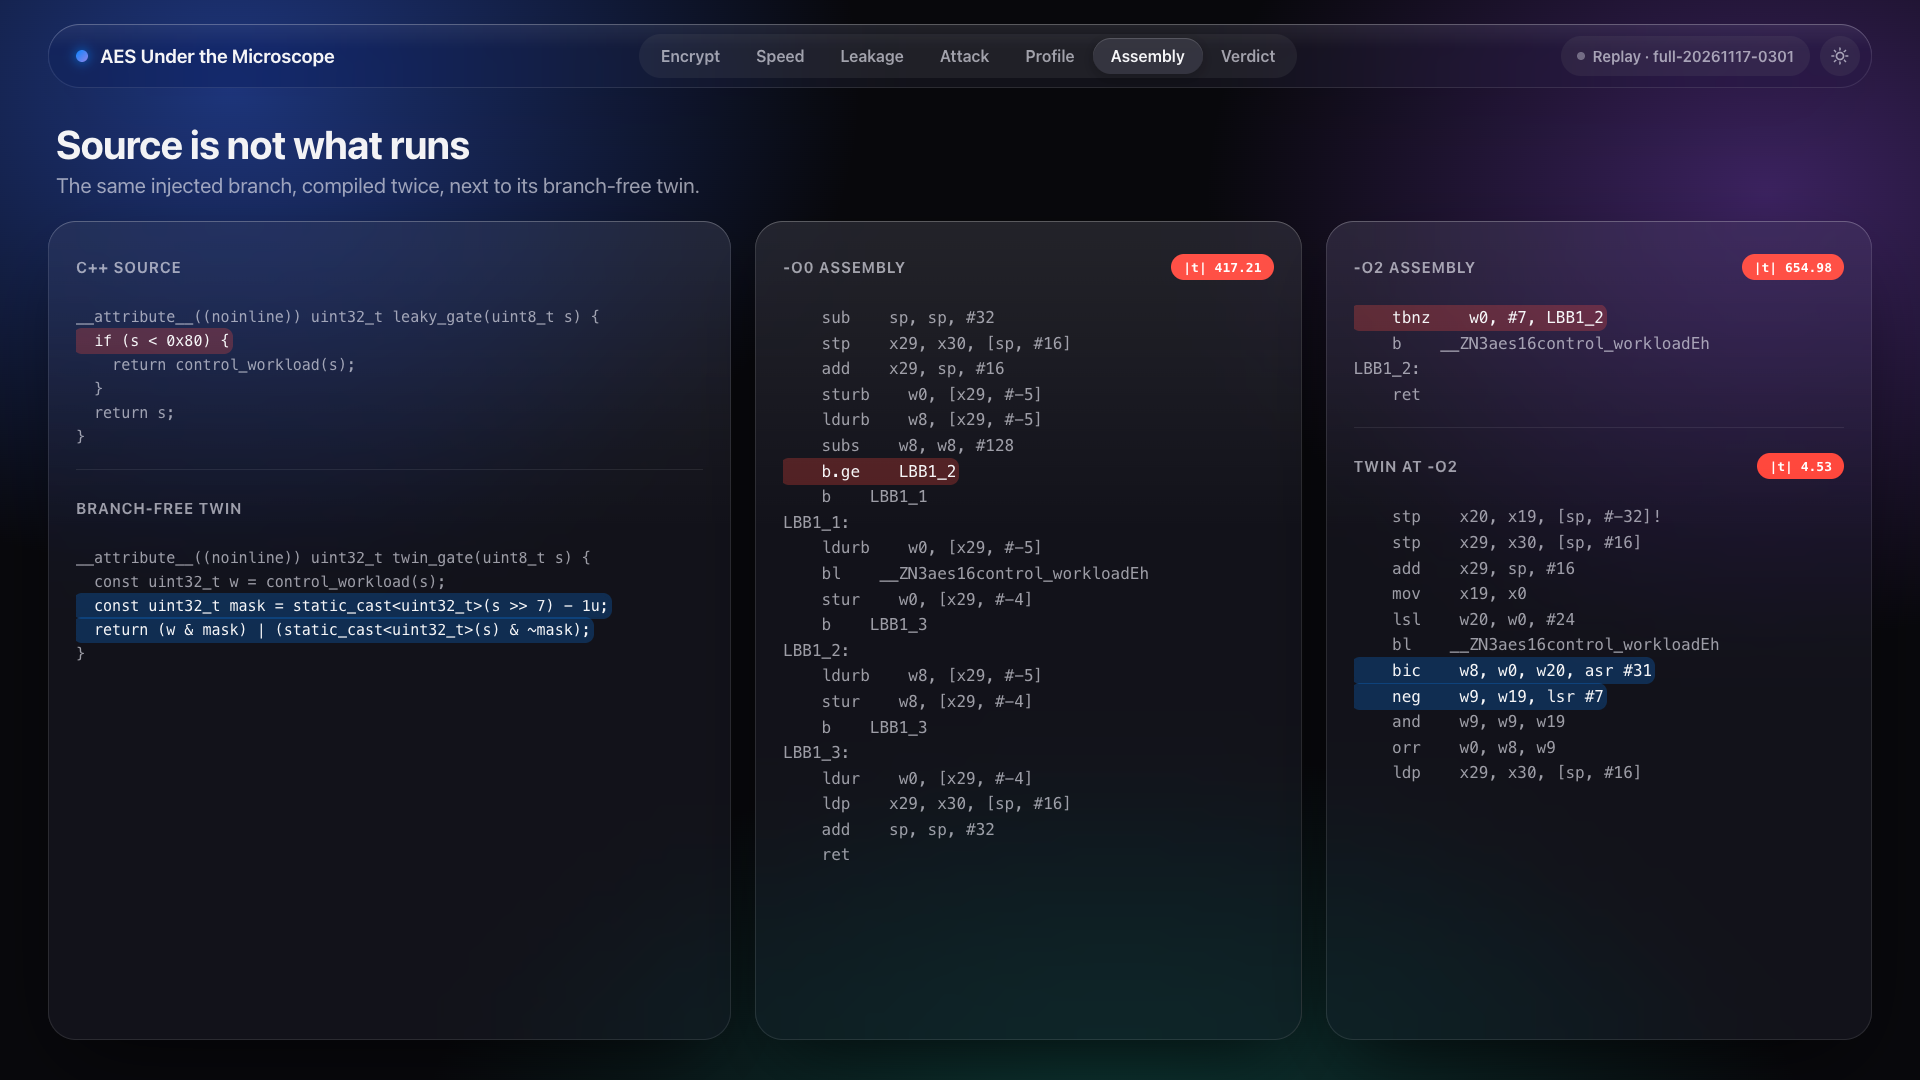 AES Under the Microscope
Encrypt Speed Leakage Attack Profile Assembly Verdict
Replay · full-20261117-0301
Source is not what runs
The same injected branch, compiled twice, next to its branch-free twin.
C++ SOURCE
__attribute__((noinline)) uint32_t leaky_gate(uint8_t s) {
  if (s < 0x80) {
    return control_workload(s);
  }
  return s;
}
BRANCH-FREE TWIN
__attribute__((noinline)) uint32_t twin_gate(uint8_t s) {
  const uint32_t w = control_workload(s);
  const uint32_t mask = static_cast<uint32_t>(s >> 7) - 1u;
  return (w & mask) | (static_cast<uint32_t>(s) & ~mask);
}
-O0 ASSEMBLY
|t| 417.21
    sub    sp, sp, #32
    stp    x29, x30, [sp, #16]
    add    x29, sp, #16
    sturb    w0, [x29, #-5]
    ldurb    w8, [x29, #-5]
    subs    w8, w8, #128
    b.ge    LBB1_2
    b    LBB1_1
LBB1_1:
    ldurb    w0, [x29, #-5]
    bl    __ZN3aes16control_workloadEh
    stur    w0, [x29, #-4]
    b    LBB1_3
LBB1_2:
    ldurb    w8, [x29, #-5]
    stur    w8, [x29, #-4]
    b    LBB1_3
LBB1_3:
    ldur    w0, [x29, #-4]
    ldp    x29, x30, [sp, #16]
    add    sp, sp, #32
    ret
-O2 ASSEMBLY
|t| 654.98
    tbnz    w0, #7, LBB1_2
    b    __ZN3aes16control_workloadEh
LBB1_2:
    ret
TWIN AT -O2
|t| 4.53
    stp    x20, x19, [sp, #-32]!
    stp    x29, x30, [sp, #16]
    add    x29, sp, #16
    mov    x19, x0
    lsl    w20, w0, #24
    bl    __ZN3aes16control_workloadEh
    bic    w8, w0, w20, asr #31
    neg    w9, w19, lsr #7
    and    w9, w9, w19
    orr    w0, w8, w9
    ldp    x29, x30, [sp, #16]